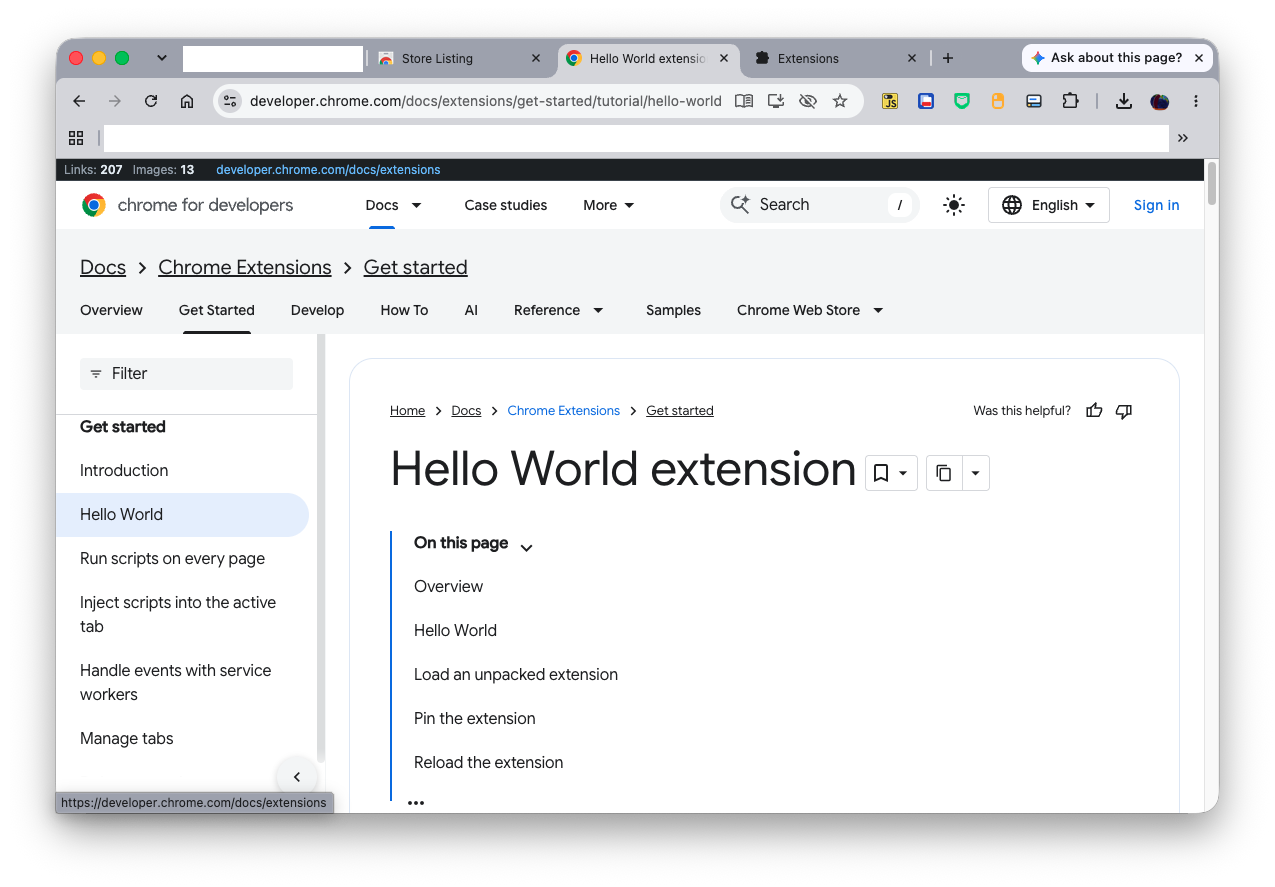 Store Listing
Hello World extensio
Extensions
Ask about this page?
developer.chrome.com/docs/extensions/get-started/tutorial/hello-world
JS
Links: 207 Images: 13 developer.chrome.com/docs/extensions
chrome for developers
Docs
Case studies
More
Search
/
English
Sign in
Docs > Chrome Extensions > Get started
Overview
Get Started
Develop
How To
AI
Reference
Samples
Chrome Web Store
Filter
Get started
Introduction
Hello World
Run scripts on every page
Inject scripts into the active
tab
Handle events with service
workers
Manage tabs
Home > Docs > Chrome Extensions > Get started
Was this helpful?
Hello World extension
On this page
Overview
Hello World
Load an unpacked extension
Pin the extension
Reload the extension
•••
https://developer.chrome.com/docs/extensions